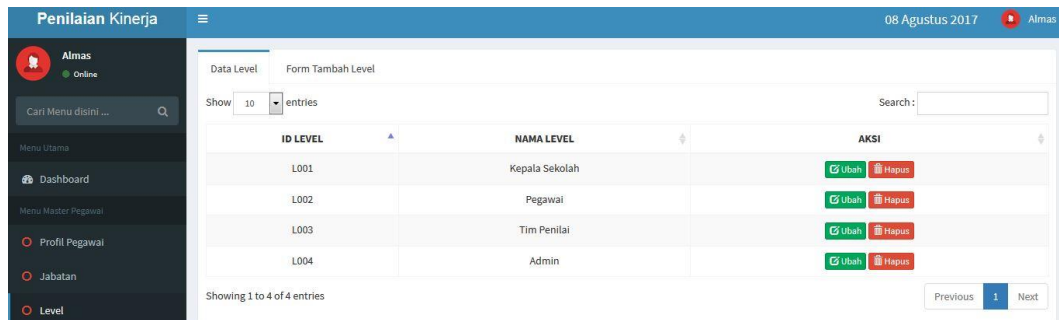 Penilaian Kinerja
08 Agustus 2017 Almas
Almas
Online
Cari Menu disini ...
Menu Utama
Dashboard
Menu Master Pegawai
Profil Pegawai
Jabatan
Level
Data Level Form Tambah Level
Show 10 entries Search :
ID LEVEL NAMA LEVEL AKSI
L001 Kepala Sekolah Ubah Hapus
L002 Pegawai Ubah Hapus
L003 Tim Penilai Ubah Hapus
L004 Admin Ubah Hapus
Showing 1 to 4 of 4 entries Previous 1 Next